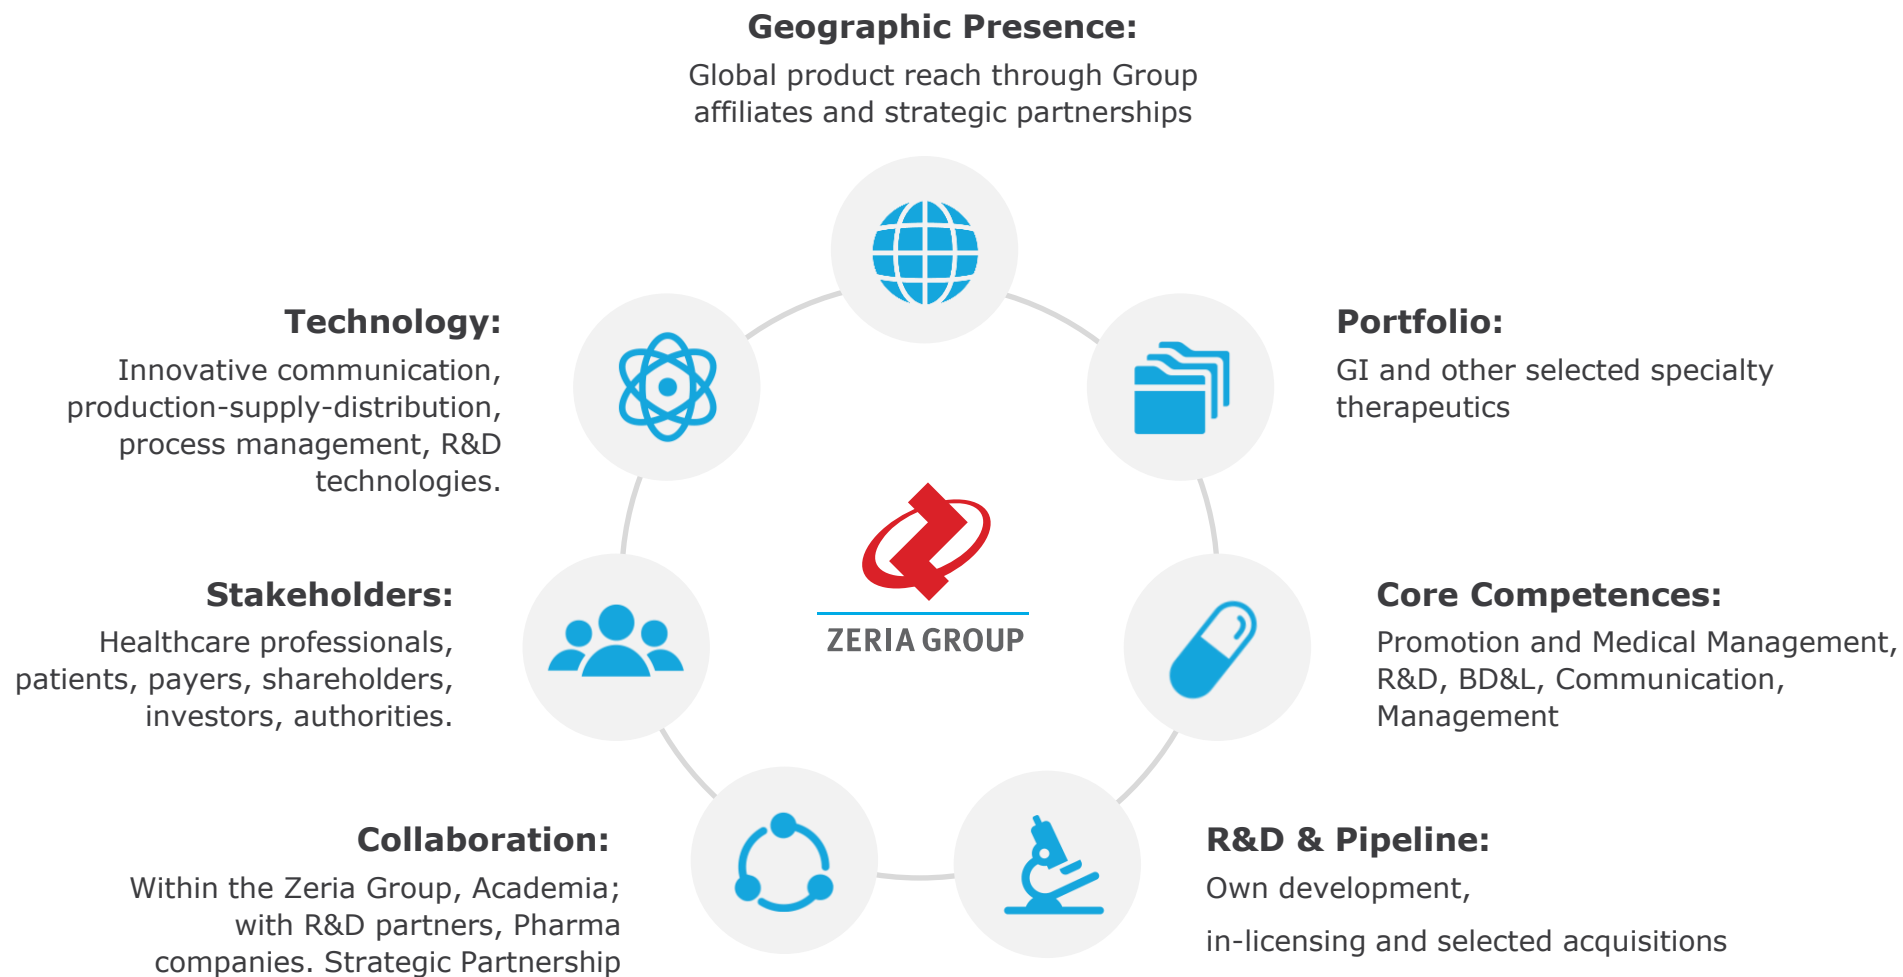 Geographic Presence:
Global product reach through Group
affiliates and strategic partnerships
Technology:
Innovative communication,
production-supply-distribution,
process management, R&D
technologies.
Portfolio:
GI and other selected specialty
therapeutics
ZERIA GROUP
Stakeholders:
Healthcare professionals,
patients, payers, shareholders,
investors, authorities.
Core Competences:
Promotion and Medical Management,
R&D, BD&L, Communication,
Management
Collaboration:
Within the Zeria Group, Academia;
with R&D partners, Pharma
companies. Strategic Partnership
R&D & Pipeline:
Own development,
in-licensing and selected acquisitions